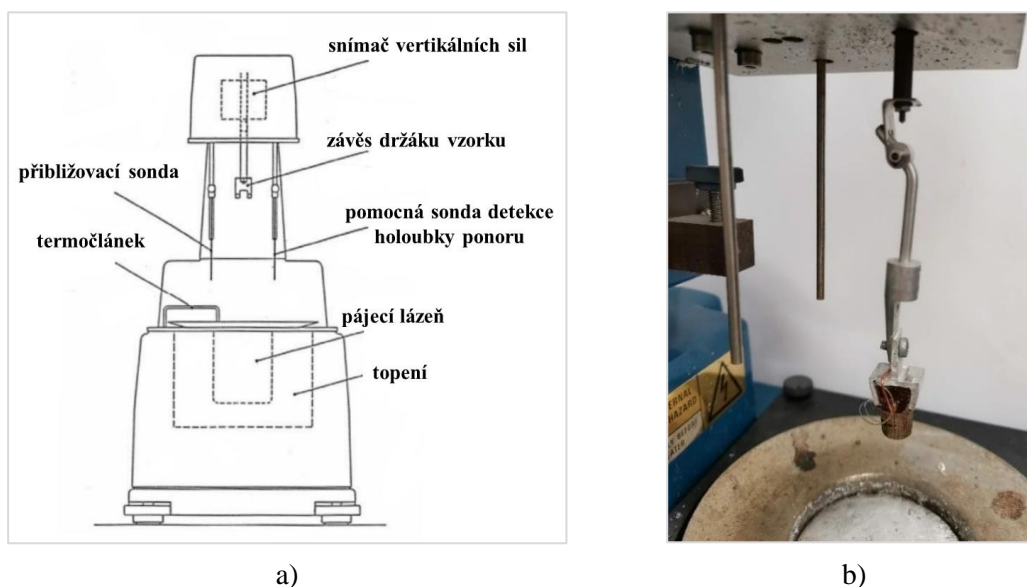 snímač vertikálních sil
závěs držáku vzorku
přibližovací sonda
pomocná sonda detekce
holoubky ponoru
termočlánek
pájecí lázeň
topení
a)
b)